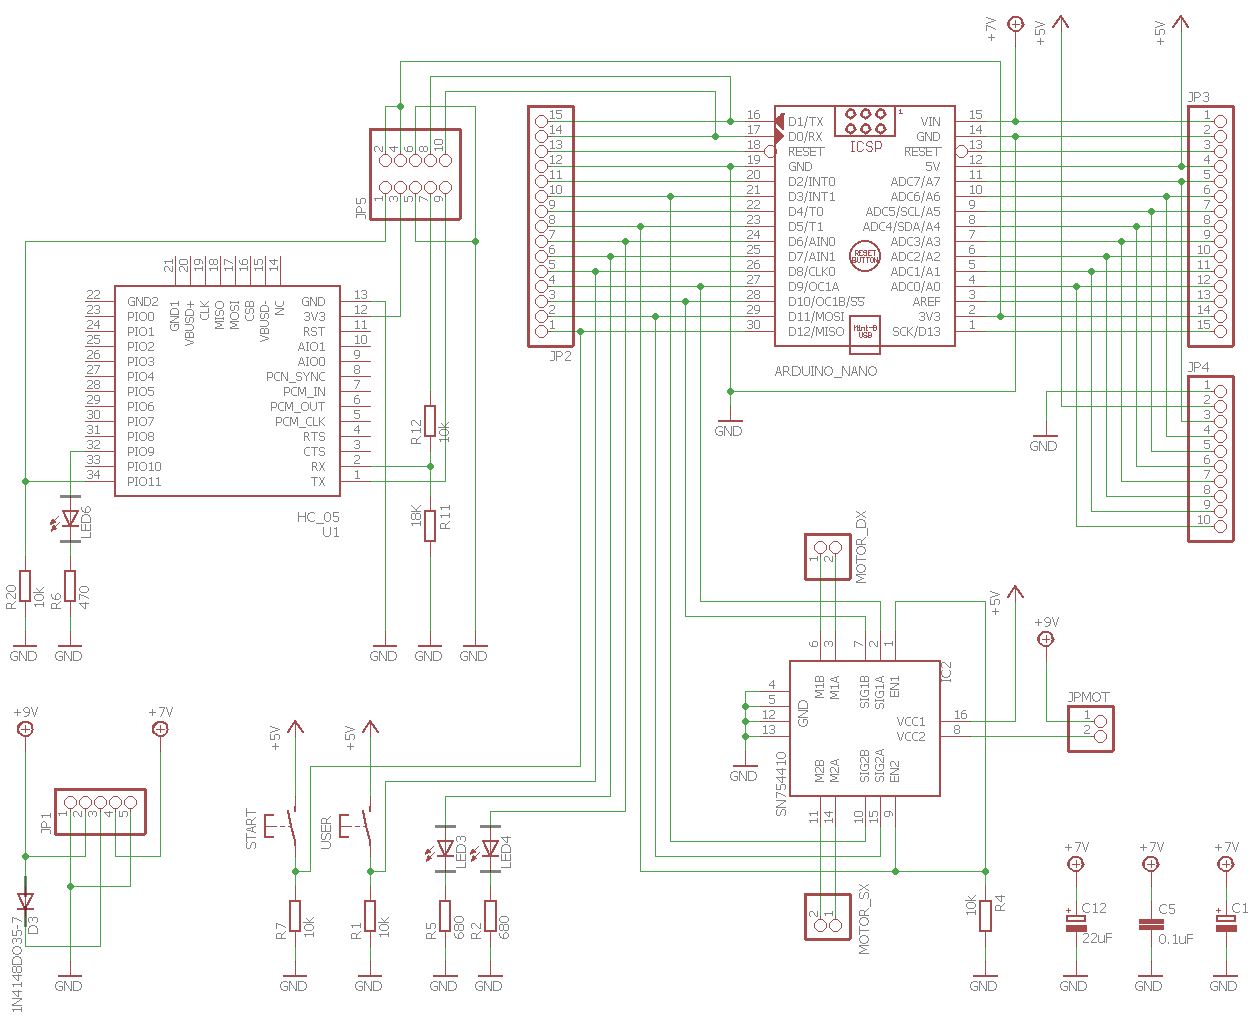 +7V
+5V
+5V
JP5
2 4 6 8 10
1 3 5 7 9
15
14
13
12
11
10
9
8
7
6
5
4
3
2
1
JP2
16 D1/TX
17 D0/RX
18 RESET
19 GND
20 D2/INT0
21 D3/INT1
22 D4/T0
23 D5/T1
24 D6/AIN0
25 D7/AIN1
26 D8/CLK0
27 D9/OC1A
28 D10/OC1B/SS
29 D11/MOSI
30 D12/MISO
1
ICSP
RESET
BUTTON
Mini-B
USB
VIN 15
GND 14
RESET 13
5V 12
ADC7/A7 11
ADC6/A6 10
ADC5/SCL/A5 9
ADC4/SDA/A4 8
ADC3/A3 7
ADC2/A2 6
ADC1/A1 5
ADC0/A0 4
AREF 3
3V3 2
SCK/D13 1
ARDUINO_NANO
JP3
1
2
3
4
5
6
7
8
9
10
11
12
13
14
15
JP4
1
2
3
4
5
6
7
8
9
10
GND
GND
21 20 19 18 17 16 15 14
GND1 VBUSD+ CLK MISO MOSI CSB VBUSD- NC
22 GND2
23 PIO0
24 PIO1
25 PIO2
26 PIO3
27 PIO4
28 PIO5
29 PIO6
30 PIO7
31 PIO8
32 PIO9
33 PIO10
34 PIO11
GND 13
3V3 12
RST 11
AIO1 10
AIO0 9
PCN_SYNC 8
PCM_IN 7
PCM_OUT 6
PCM_CLK 5
RTS 4
CTS 3
RX 2
TX 1
HC_05
U1
R12
10k
18K
R11
LED6
R20
10k
R6
470
GND
GND
GND
GND
GND
MOTOR_DX
1 2
+5V
+9V
6 3 7 2 1
M1B M1A SIG1B SIG1A EN1
IC2
4
5
12
13
GND
VCC1 16
VCC2 8
M2B M2A SIG2B SIG2A EN2
11 14 10 15 9
SN754410
GND
JPMOT
1
2
MOTOR_SX
2 1
10k
R4
GND
+9V
+7V
JP1
1 2 3 4 5
1N4148DO35-7
D3
GND
+5V
+5V
START
USER
R7
10k
R1
10k
GND
GND
LED3
LED4
R5
680
R2
680
GND
GND
+7V
+7V
+7V
C12
22uF
C5
0.1uF
C1
GND
GND
GND